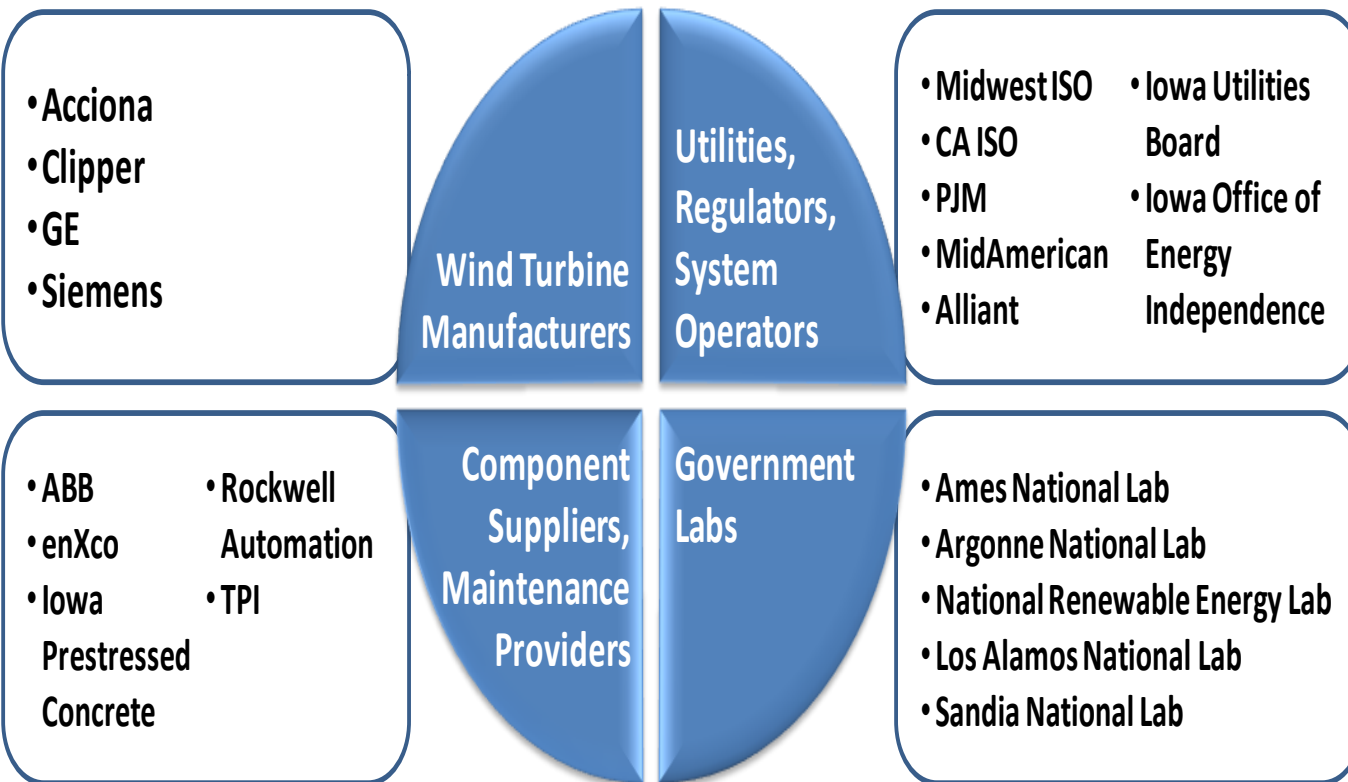 • Acciona
• Clipper
• GE
• Siemens
Wind Turbine
Manufacturers
Utilities,
Regulators,
System
Operators
• Midwest ISO
• CA ISO
• PJM
• MidAmerican
• Alliant
• Iowa Utilities
Board
• Iowa Office of
Energy
Independence
• ABB
• enXco
• Iowa
Prestressed
Concrete
• Rockwell
Automation
• TPI
Component
Suppliers,
Maintenance
Providers
Government
Labs
• Ames National Lab
• Argonne National Lab
• National Renewable Energy Lab
• Los Alamos National Lab
• Sandia National Lab